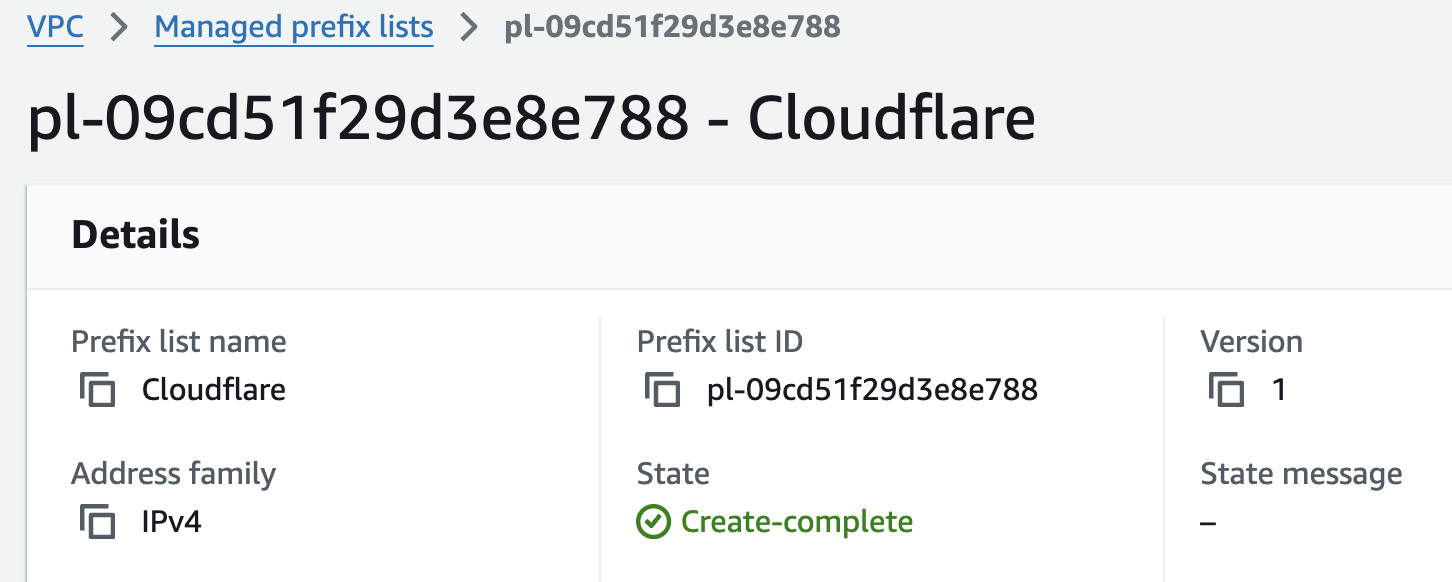 VPC > Managed prefix lists > pl-09cd51f29d3e8e788
pl-09cd51f29d3e8e788 - Cloudflare
Details
Prefix list name
Cloudflare
Prefix list ID
pl-09cd51f29d3e8e788
Version
1
Address family
IPv4
State
Create-complete
State message
–